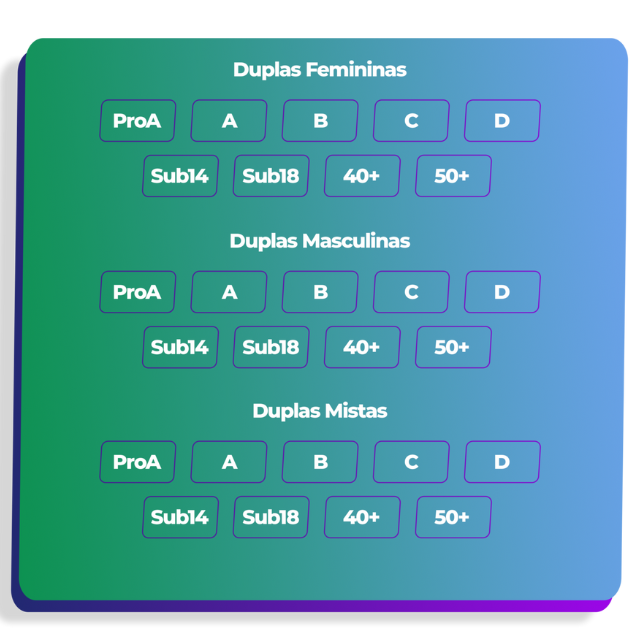 Duplas Femininas
ProA A B C D
Sub14 Sub18 40+ 50+
Duplas Masculinas
ProA A B C D
Sub14 Sub18 40+ 50+
Duplas Mistas
ProA A B C D
Sub14 Sub18 40+ 50+